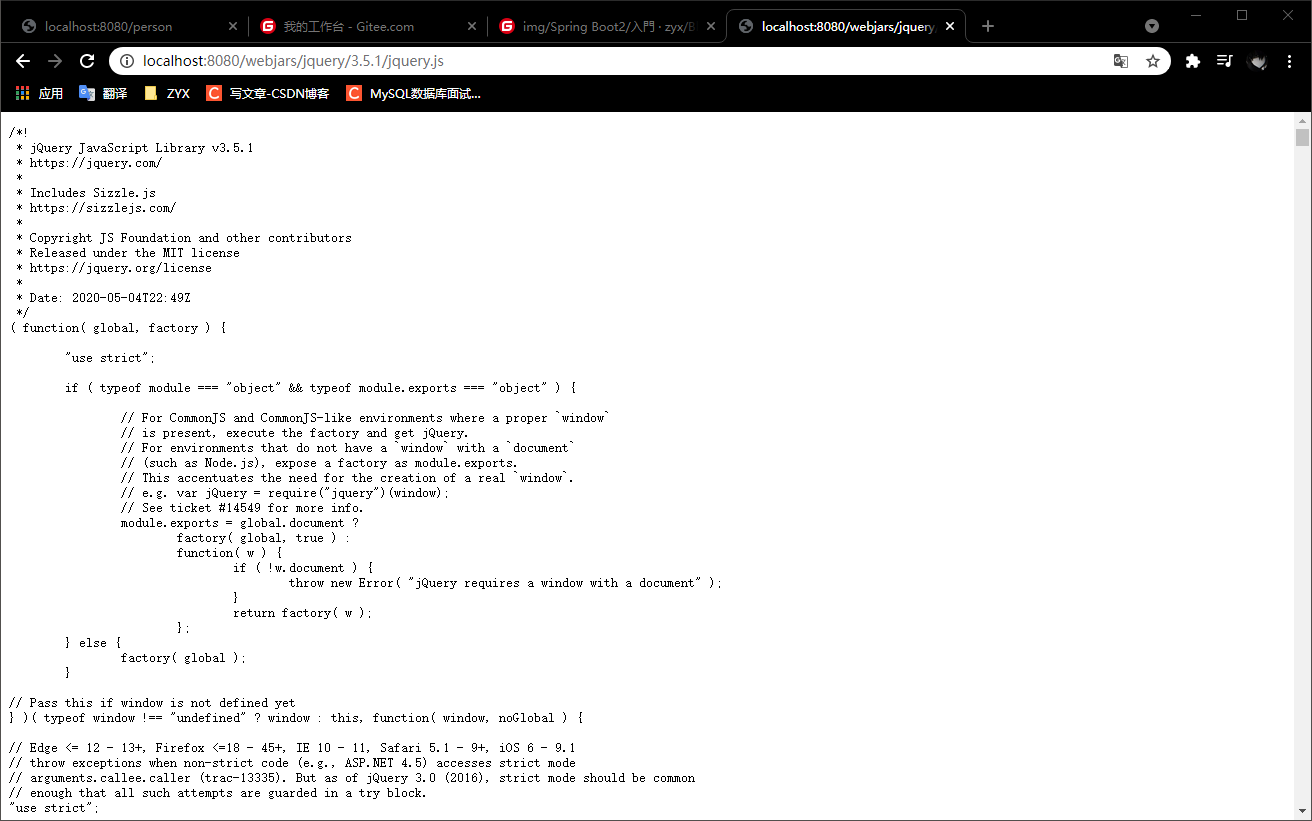 localhost:8080/person
我的工作台 - Gitee.com
img/Spring Boot2/入門 · zyx/B
localhost:8080/webjars/jquery
localhost:8080/webjars/jquery/3.5.1/jquery.js
应用 翻译 ZYX 写文章-CSDN博客 MySQL数据库面试...
/*!
 * jQuery JavaScript Library v3.5.1
 * https://jquery.com/
 *
 * Includes Sizzle.js
 * https://sizzlejs.com/
 *
 * Copyright JS Foundation and other contributors
 * Released under the MIT license
 * https://jquery.org/license
 *
 * Date: 2020-05-04T22:49Z
 */
( function( global, factory ) {
"use strict";
if ( typeof module === "object" && typeof module.exports === "object" ) {
// For CommonJS and CommonJS-like environments where a proper `window`
// is present, execute the factory and get jQuery.
// For environments that do not have a `window` with a `document`
// (such as Node.js), expose a factory as module.exports.
// This accentuates the need for the creation of a real `window`.
// e.g. var jQuery = require("jquery")(window);
// See ticket #14549 for more info.
module.exports = global.document ?
factory( global, true ) :
function( w ) {
if ( !w.document ) {
throw new Error( "jQuery requires a window with a document" );
}
return factory( w );
};
} else {
factory( global );
}
// Pass this if window is not defined yet
} )( typeof window !== "undefined" ? window : this, function( window, noGlobal ) {
// Edge <= 12 - 13+, Firefox <=18 - 45+, IE 10 - 11, Safari 5.1 - 9+, iOS 6 - 9.1
// throw exceptions when non-strict code (e.g., ASP.NET 4.5) accesses strict mode
// arguments.callee.caller (trac-13335). But as of jQuery 3.0 (2016), strict mode should be common
// enough that all such attempts are guarded in a try block.
"use strict";